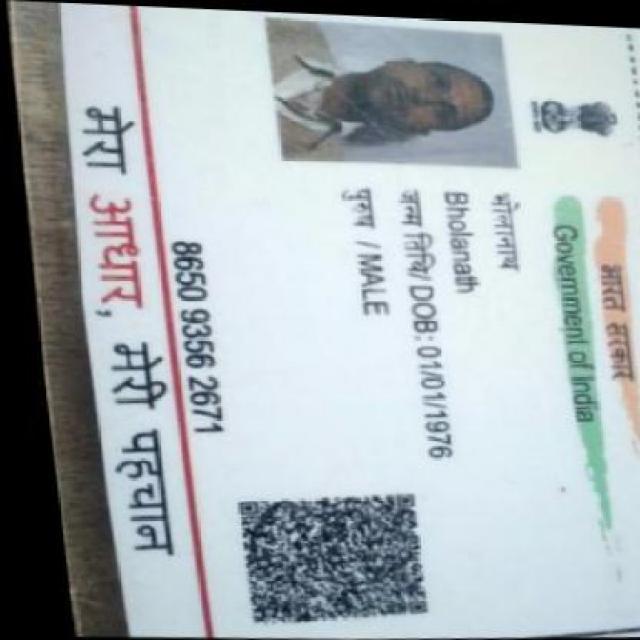 भारत सरकार
Government of India
भोलानाथ
Bholanath
जन्म तिथि / DOB: 01/01/1976
पुरुष / MALE
8650 9356 2671
मेरा आधार, मेरी पहचान